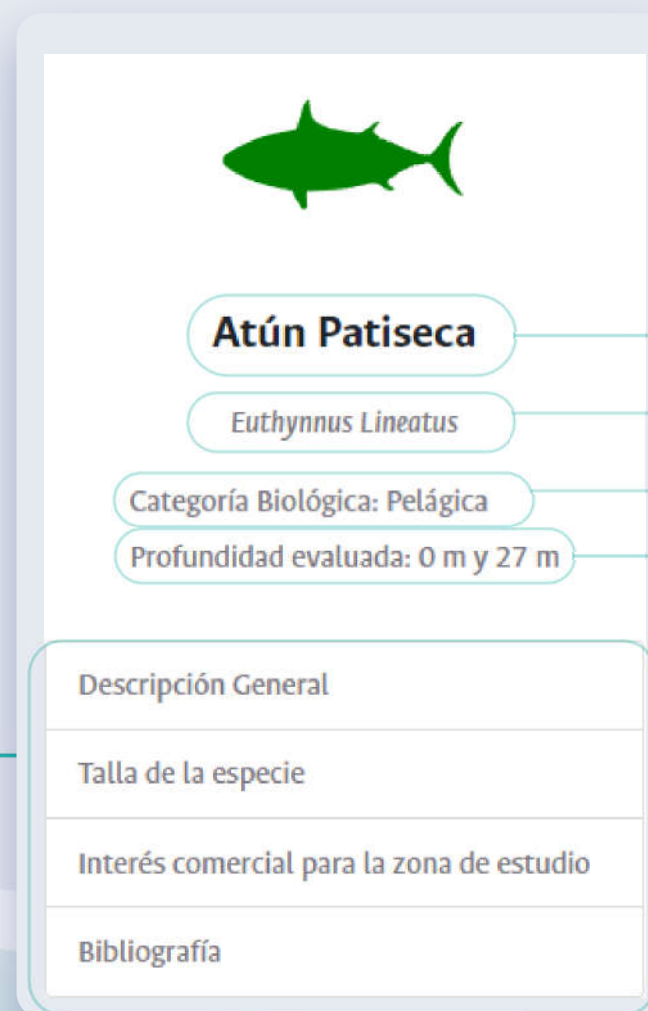 Atún Patiseca
Euthynnus Lineatus
Categoría Biológica: Pelágica
Profundidad evaluada: 0 m y 27 m
Descripción General
Talla de la especie
Interés comercial para la zona de estudio
Bibliografía